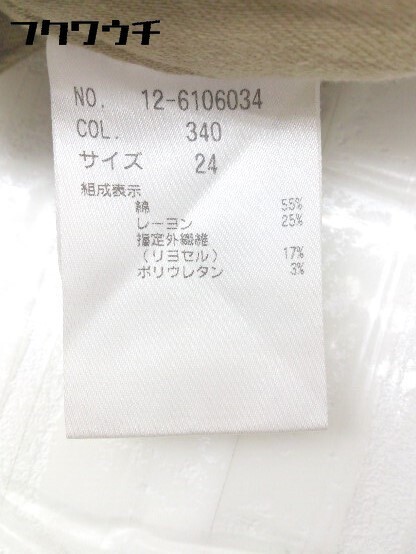 フクワウチ
NO. 12-6106034
COL. 340
サイズ 24
組成表示
綿 55%
レーヨン 25%
指定外繊維
(リヨセル) 17%
ポリウレタン 3%